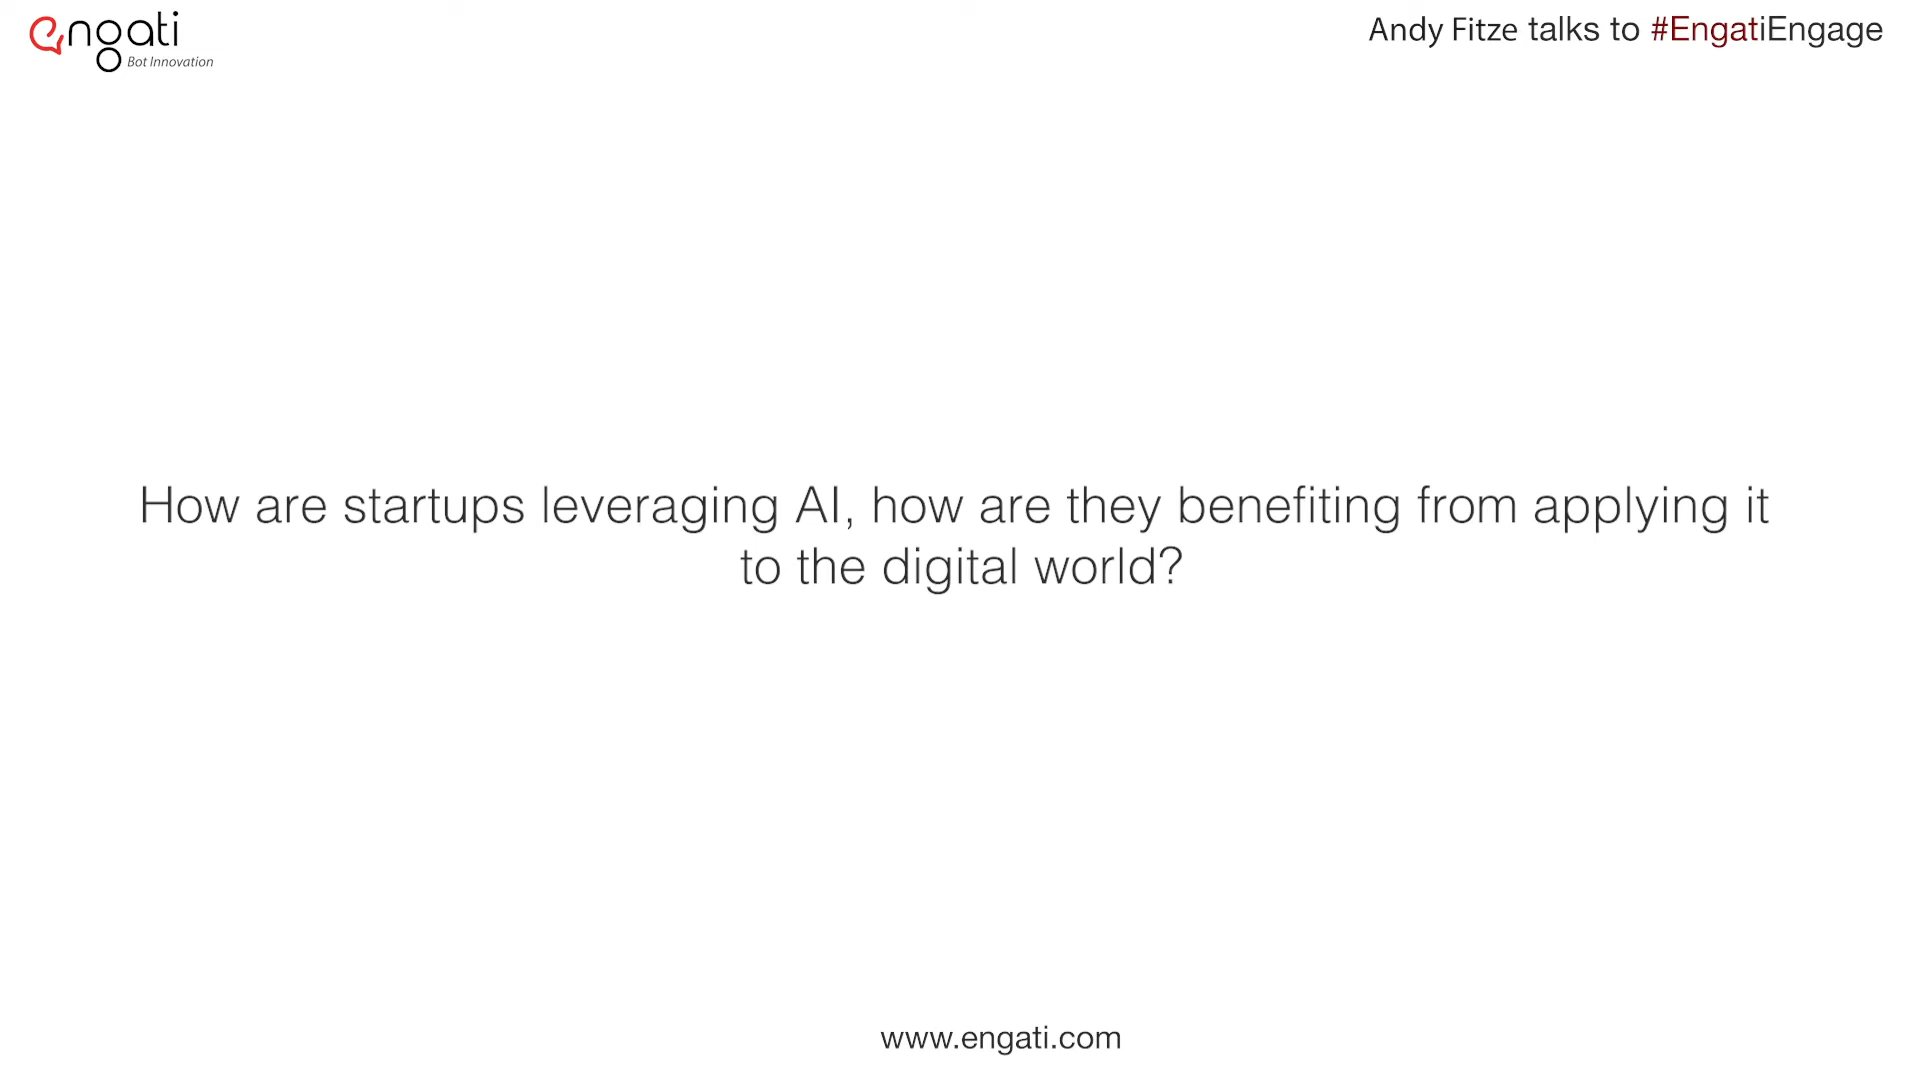 engati
Bot Innovation
Andy Fitze talks to #EngatiEngage
How are startups leveraging AI, how are they benefiting from applying it
to the digital world?
www.engati.com